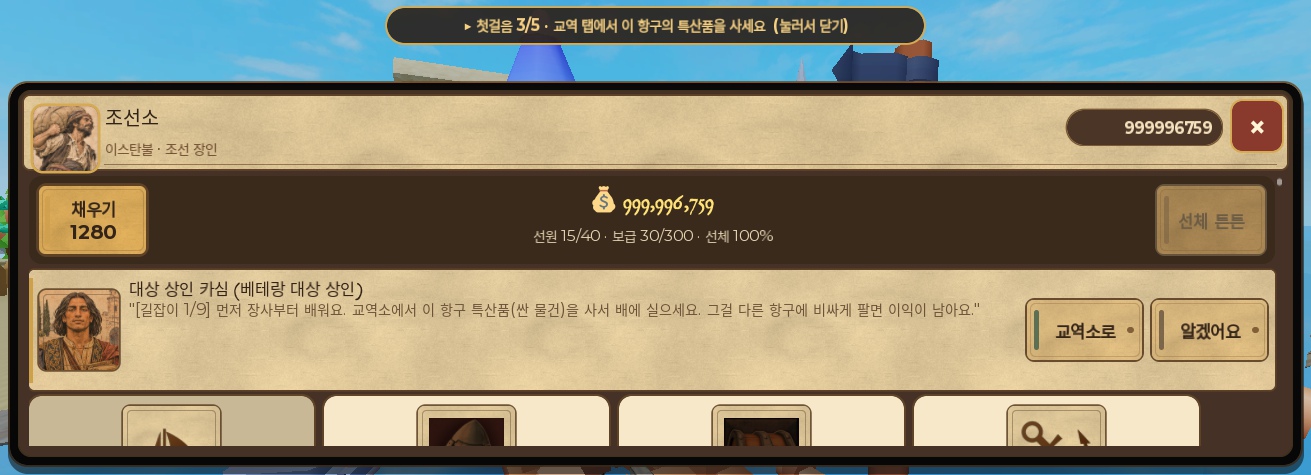 ▸ 첫걸음 3/5 · 교역 탭에서 이 항구의 특산품을 사세요 (눌러서 닫기)
조선소
이스탄불 · 조선 장인
999996759
×
채우기
1280
$ 999,996,759
선원 15/40 · 보급 30/300 · 선체 100%
선체 튼튼
대상 상인 카심 (베테랑 대상 상인)
"[길잡이 1/9] 먼저 장사부터 배워요. 교역소에서 이 항구 특산품(싼 물건)을 사서 배에 실으세요. 그걸 다른 항구에 비싸게 팔면 이익이 남아요."
교역소로
알겠어요